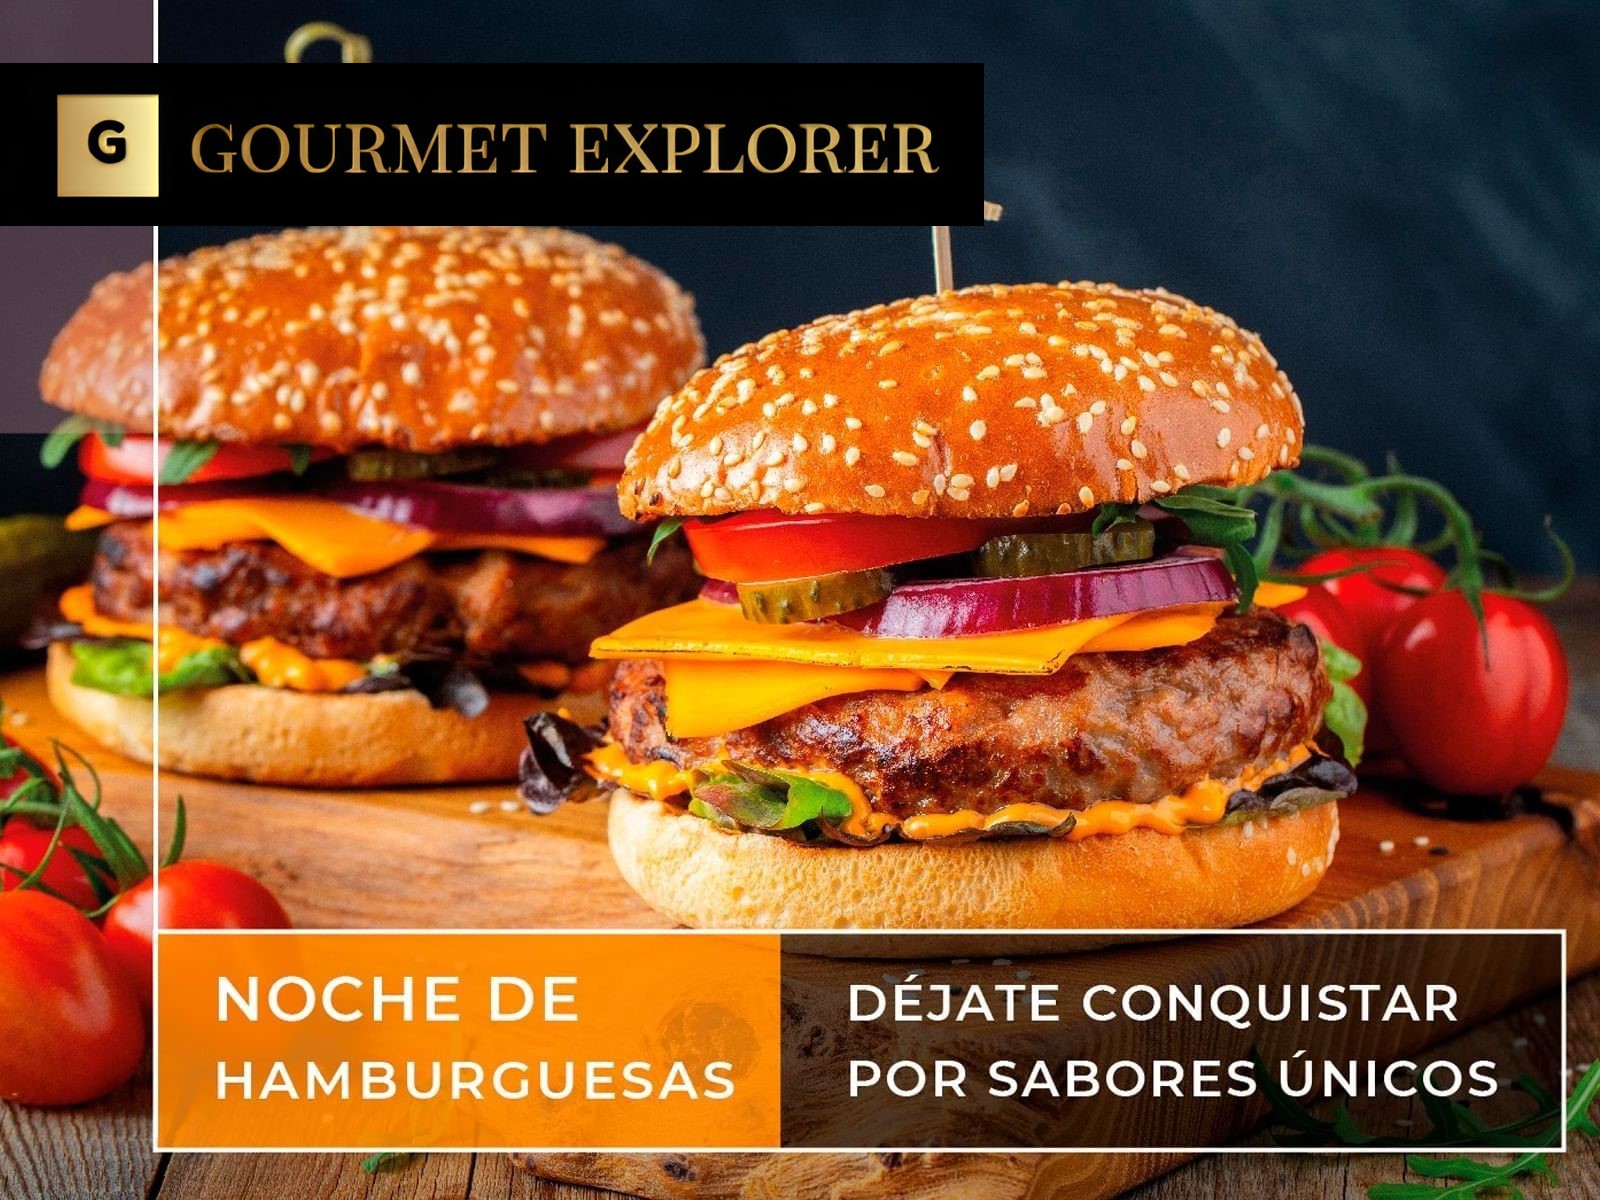 G
GOURMET EXPLORER
NOCHE DE
HAMBURGUESAS
DÉJATE CONQUISTAR
POR SABORES ÚNICOS